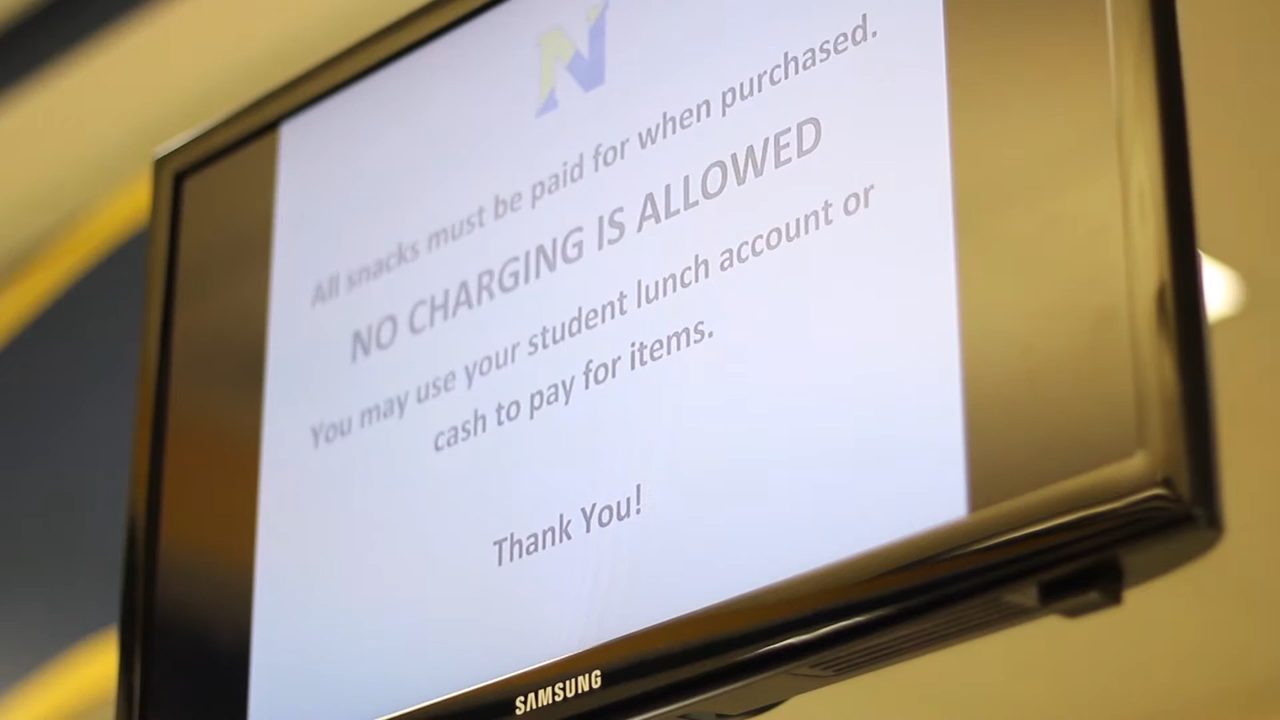 N
All snacks must be paid for when purchased.
NO CHARGING IS ALLOWED
You may use your student lunch account or
cash to pay for items.
Thank You!
SAMSUNG